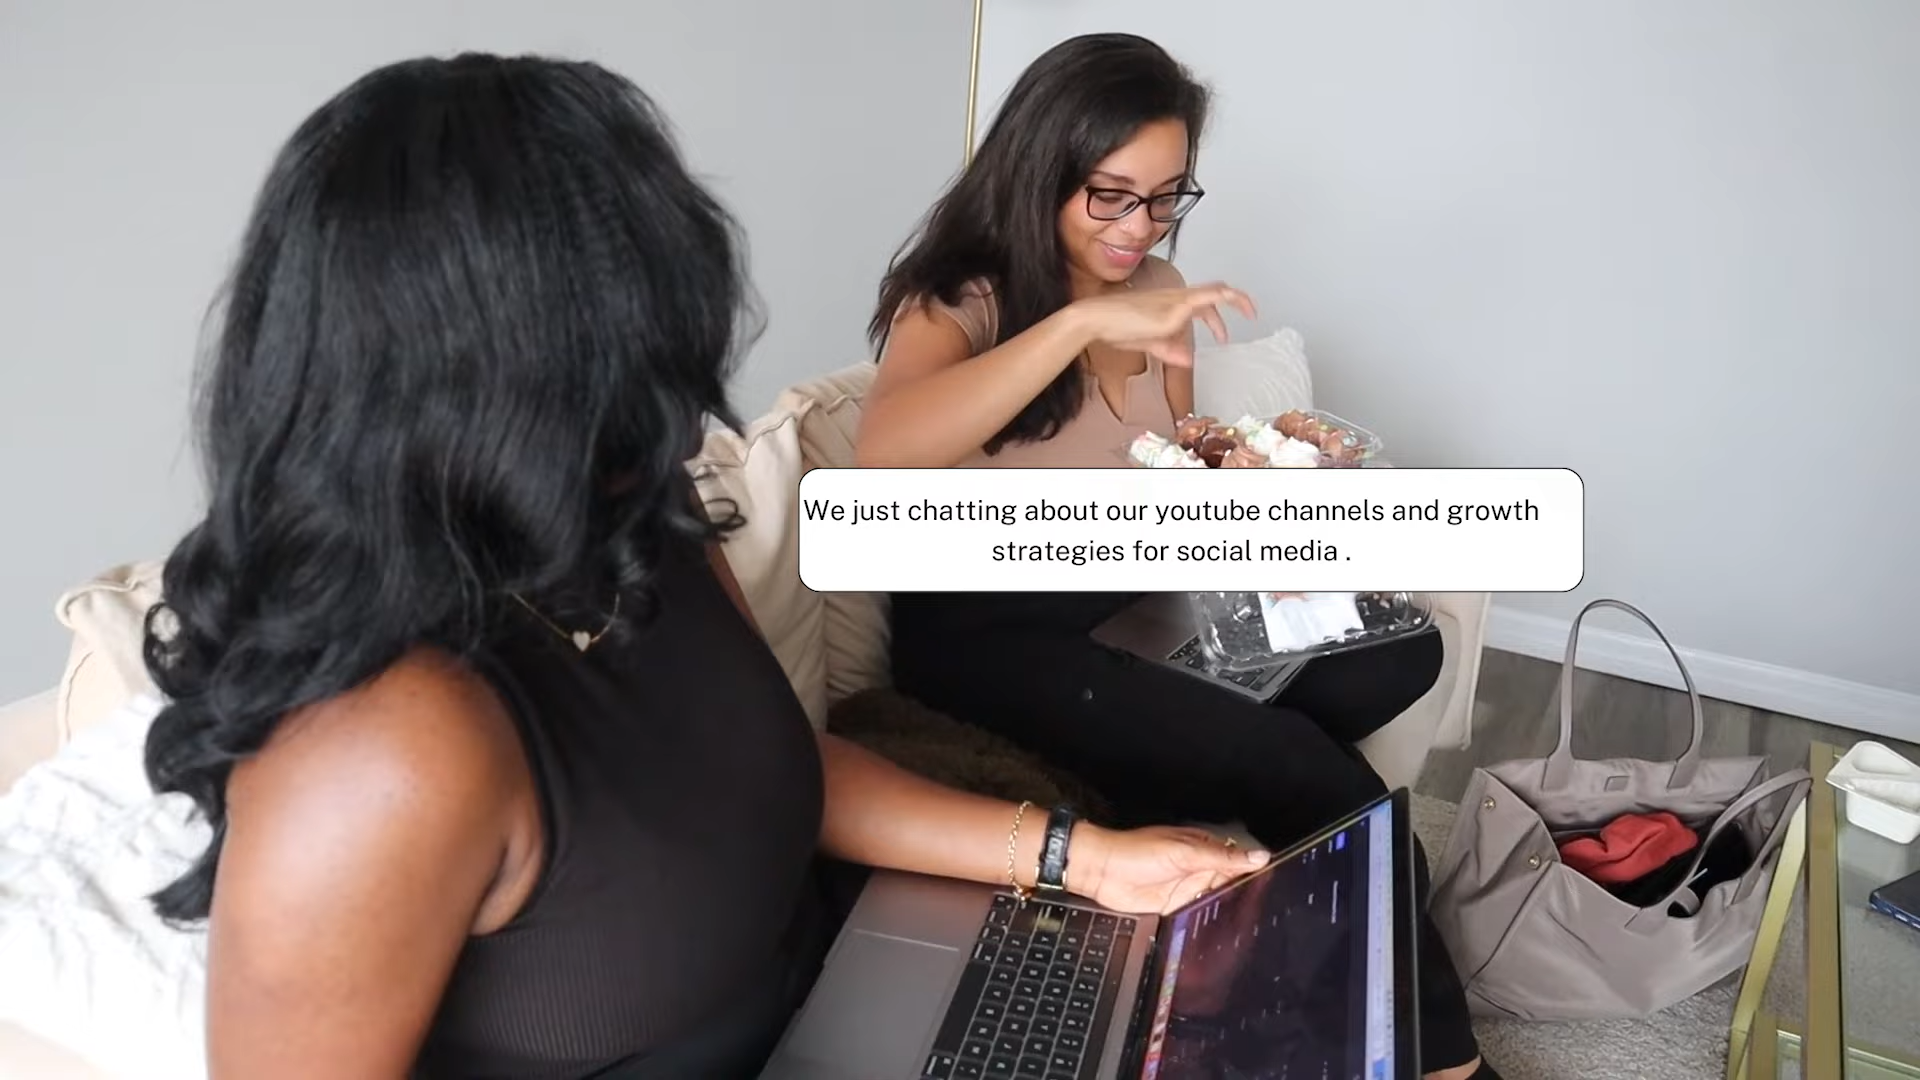 We just chatting about our youtube channels and growth
strategies for social media .